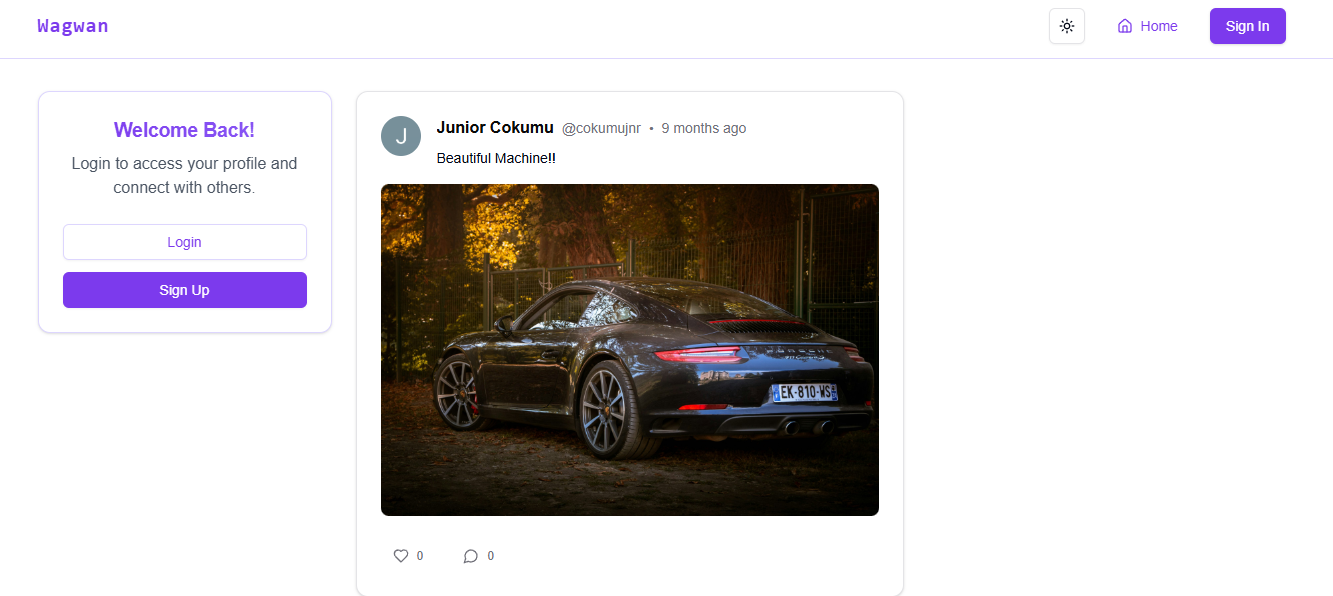 Wagwan
Home
Sign In
Welcome Back!
Login to access your profile and
connect with others.
Login
Sign Up
J
Junior Cokumu @cokumujnr • 9 months ago
Beautiful Machine!!
PORSCHE
EK-810-WS
0
0